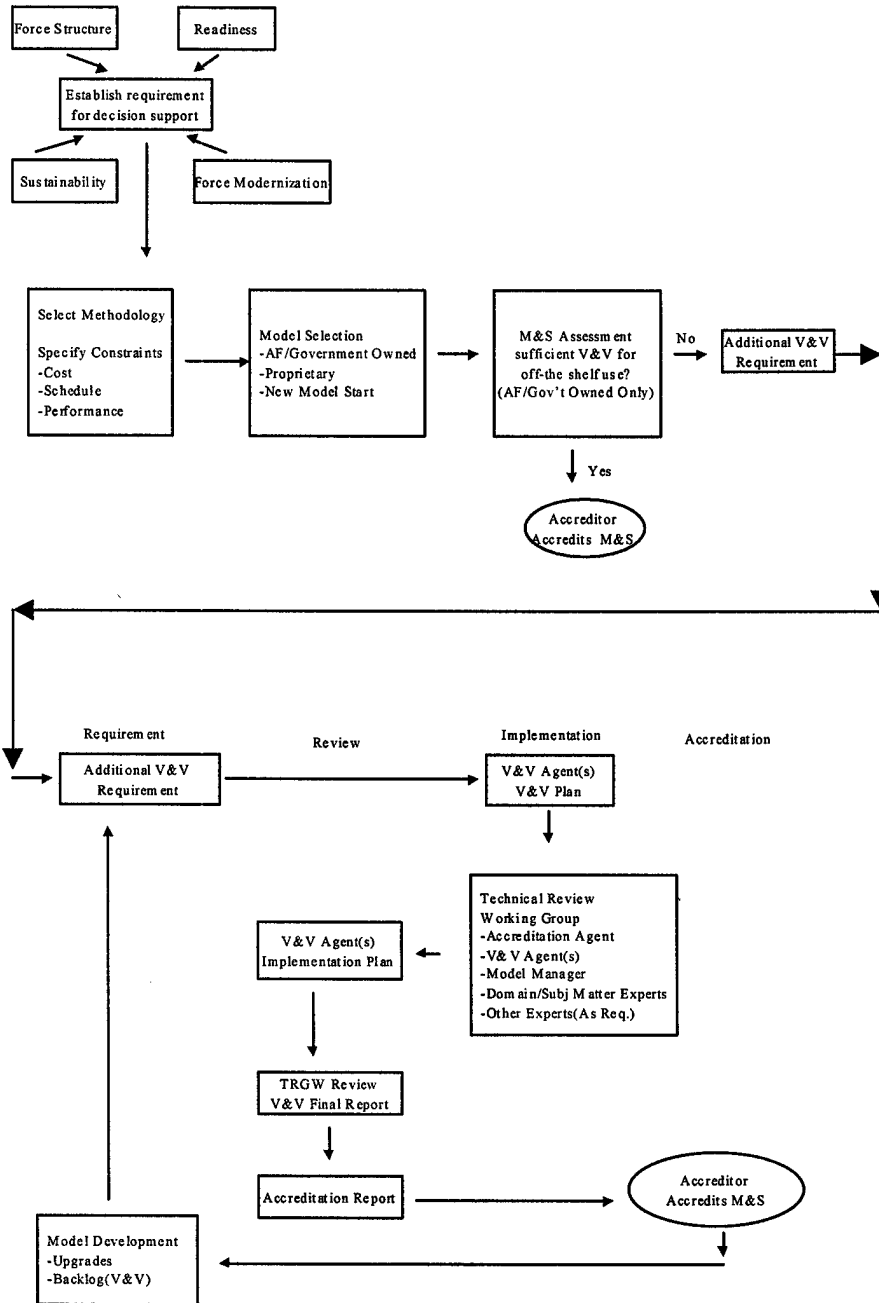 Force Structure
Readiness
Establish requirement
for decision support
Sustainability
Force Modernization
Select Methodology
Specify Constraints
-Cost
-Schedule
-Performance
Model Selection
-AF/Government Owned
-Proprietary
-New Model Start
M&S Assessment
sufficient V&V for
off-the shelf use?
(AF/Gov't Owned Only)
No
Additional V&V
Requirement
Yes
Accreditor
Accredits M&S
Requirement
Review
Implementation
Accreditation
Additional V&V
Requirement
V&V Agent(s)
V&V Plan
Technical Review
Working Group
-Accreditation Agent
-V&V Agent(s)
-Model Manager
-Domain/Subj Matter Experts
-Other Experts(As Req.)
V&V Agent(s)
Implementation Plan
TRGW Review
V&V Final Report
Accreditation Report
Accreditor
Accredits M&S
Model Development
-Upgrades
-Backlog(V&V)